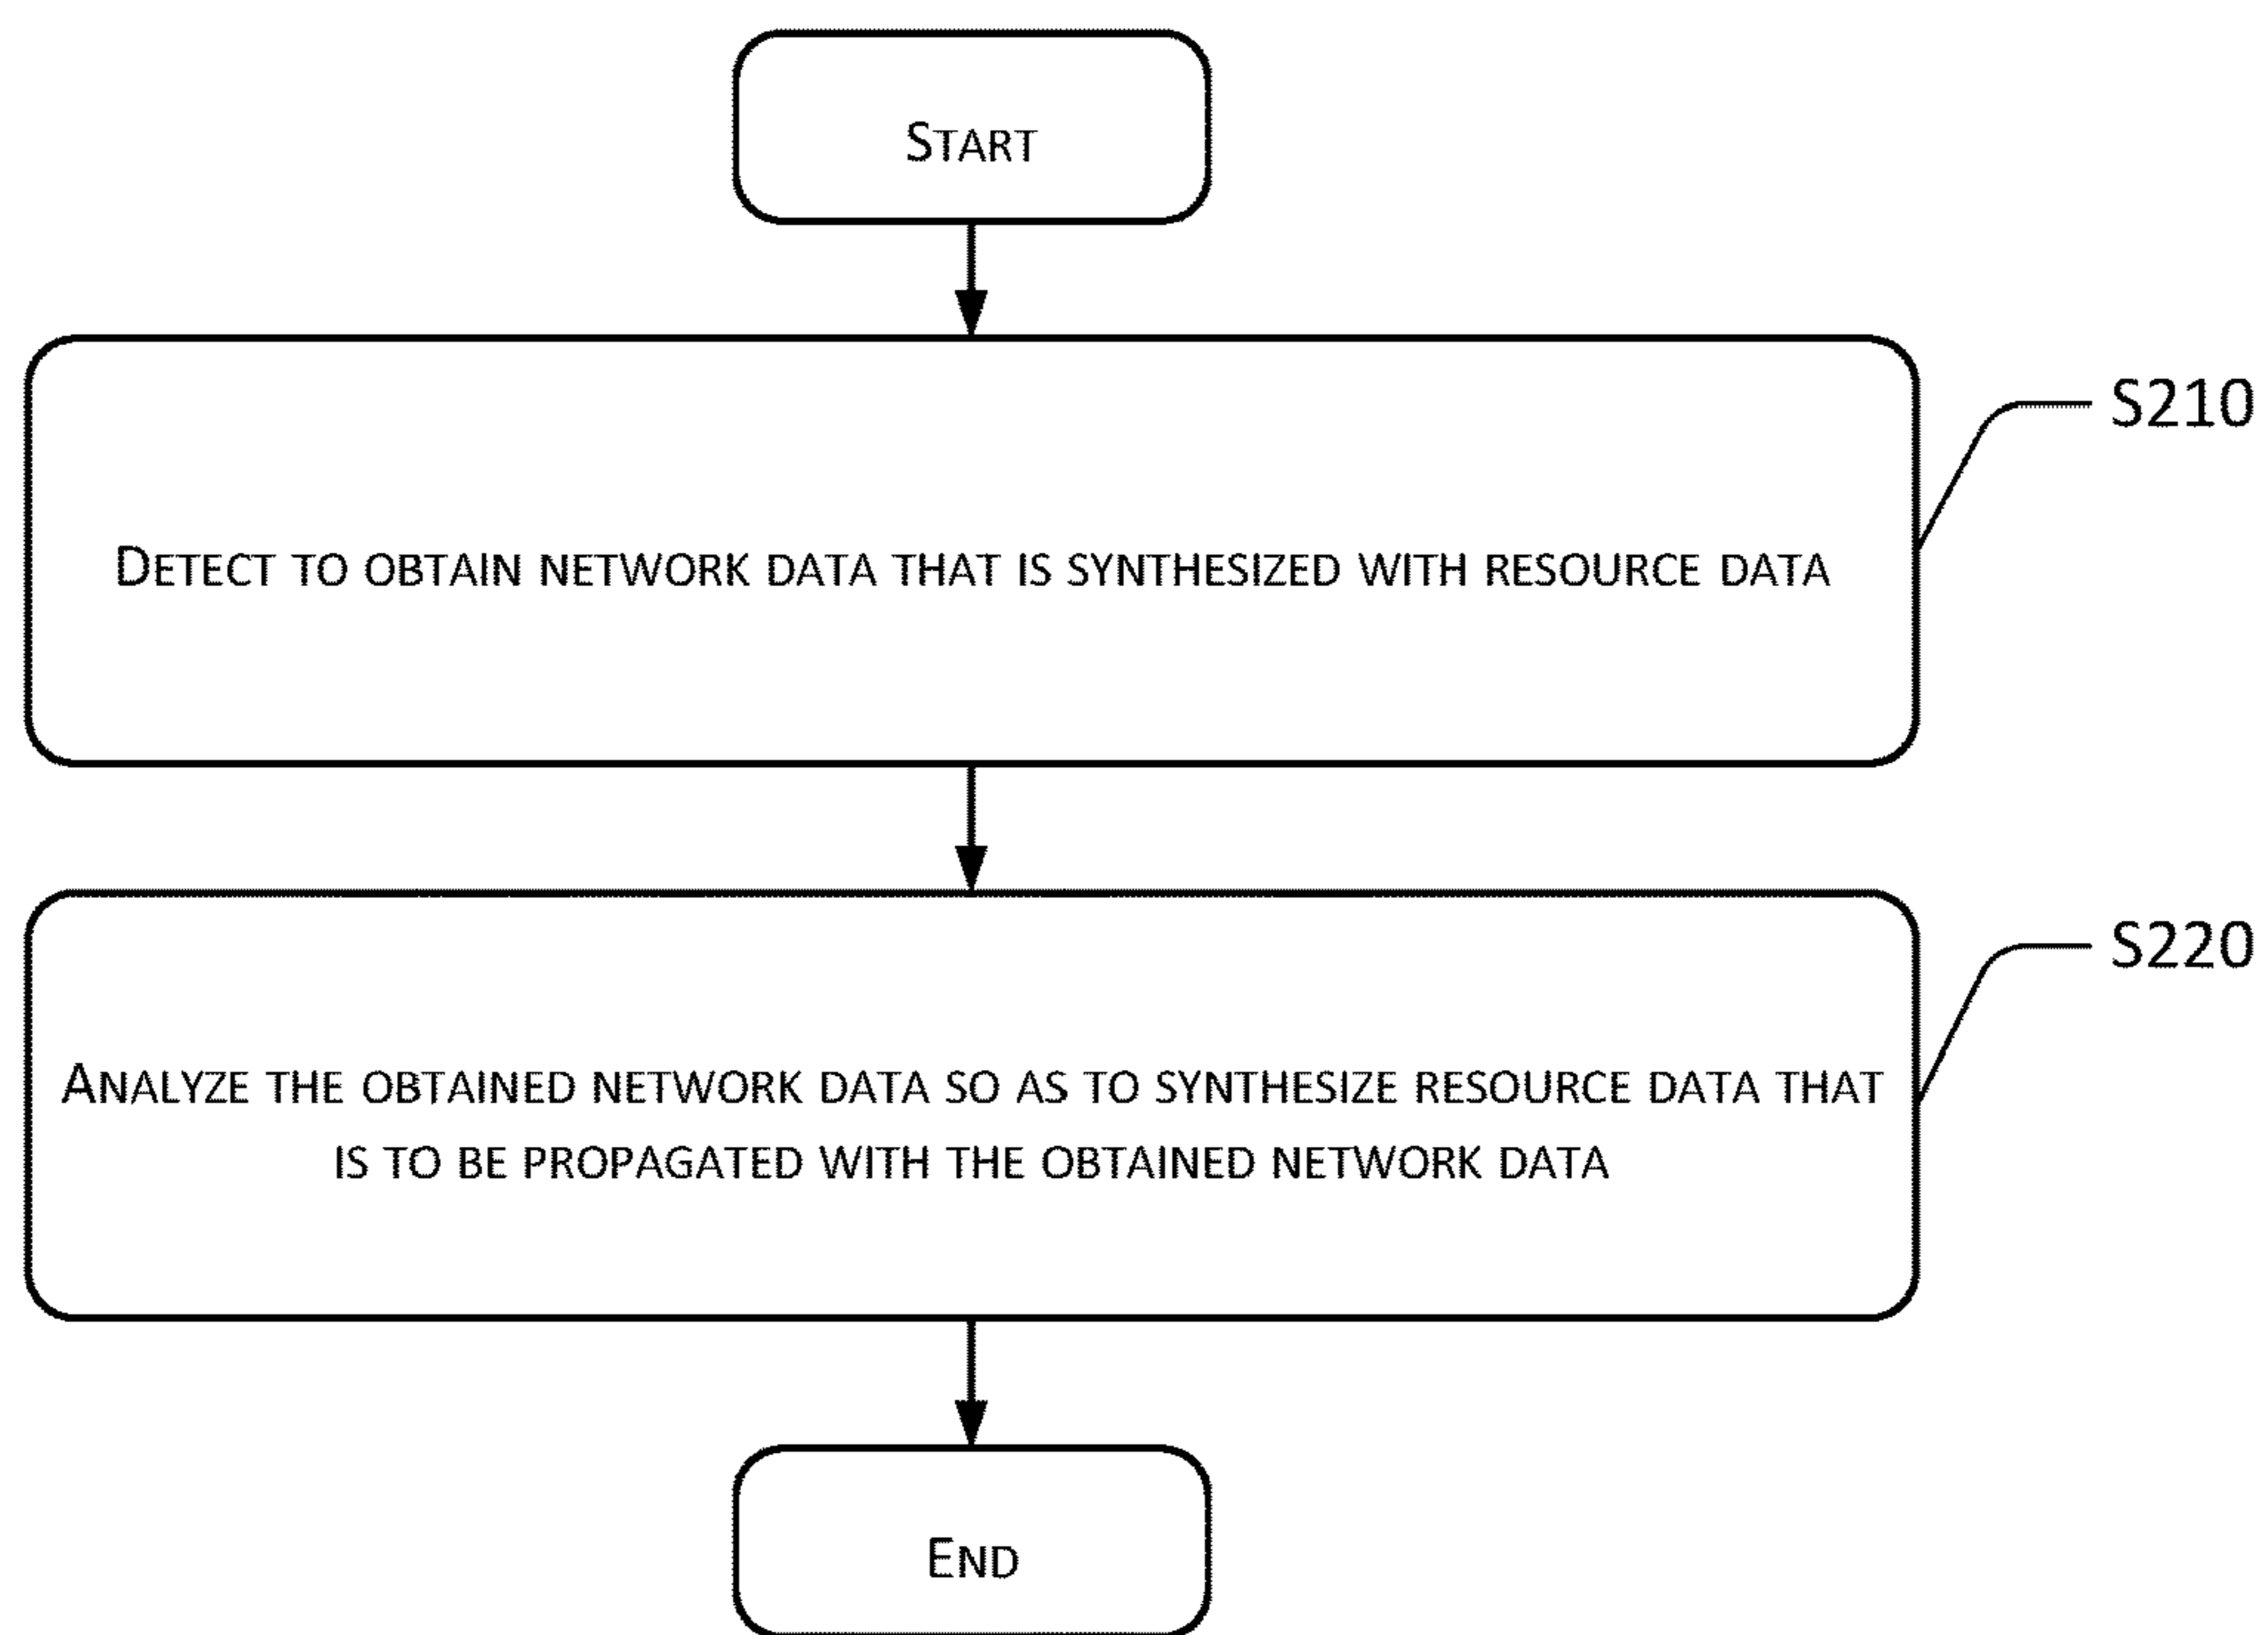 START
DETECT TO OBTAIN NETWORK DATA THAT IS SYNTHESIZED WITH RESOURCE DATA
S210
ANALYZE THE OBTAINED NETWORK DATA SO AS TO SYNTHESIZE RESOURCE DATA THAT
IS TO BE PROPAGATED WITH THE OBTAINED NETWORK DATA
S220
END